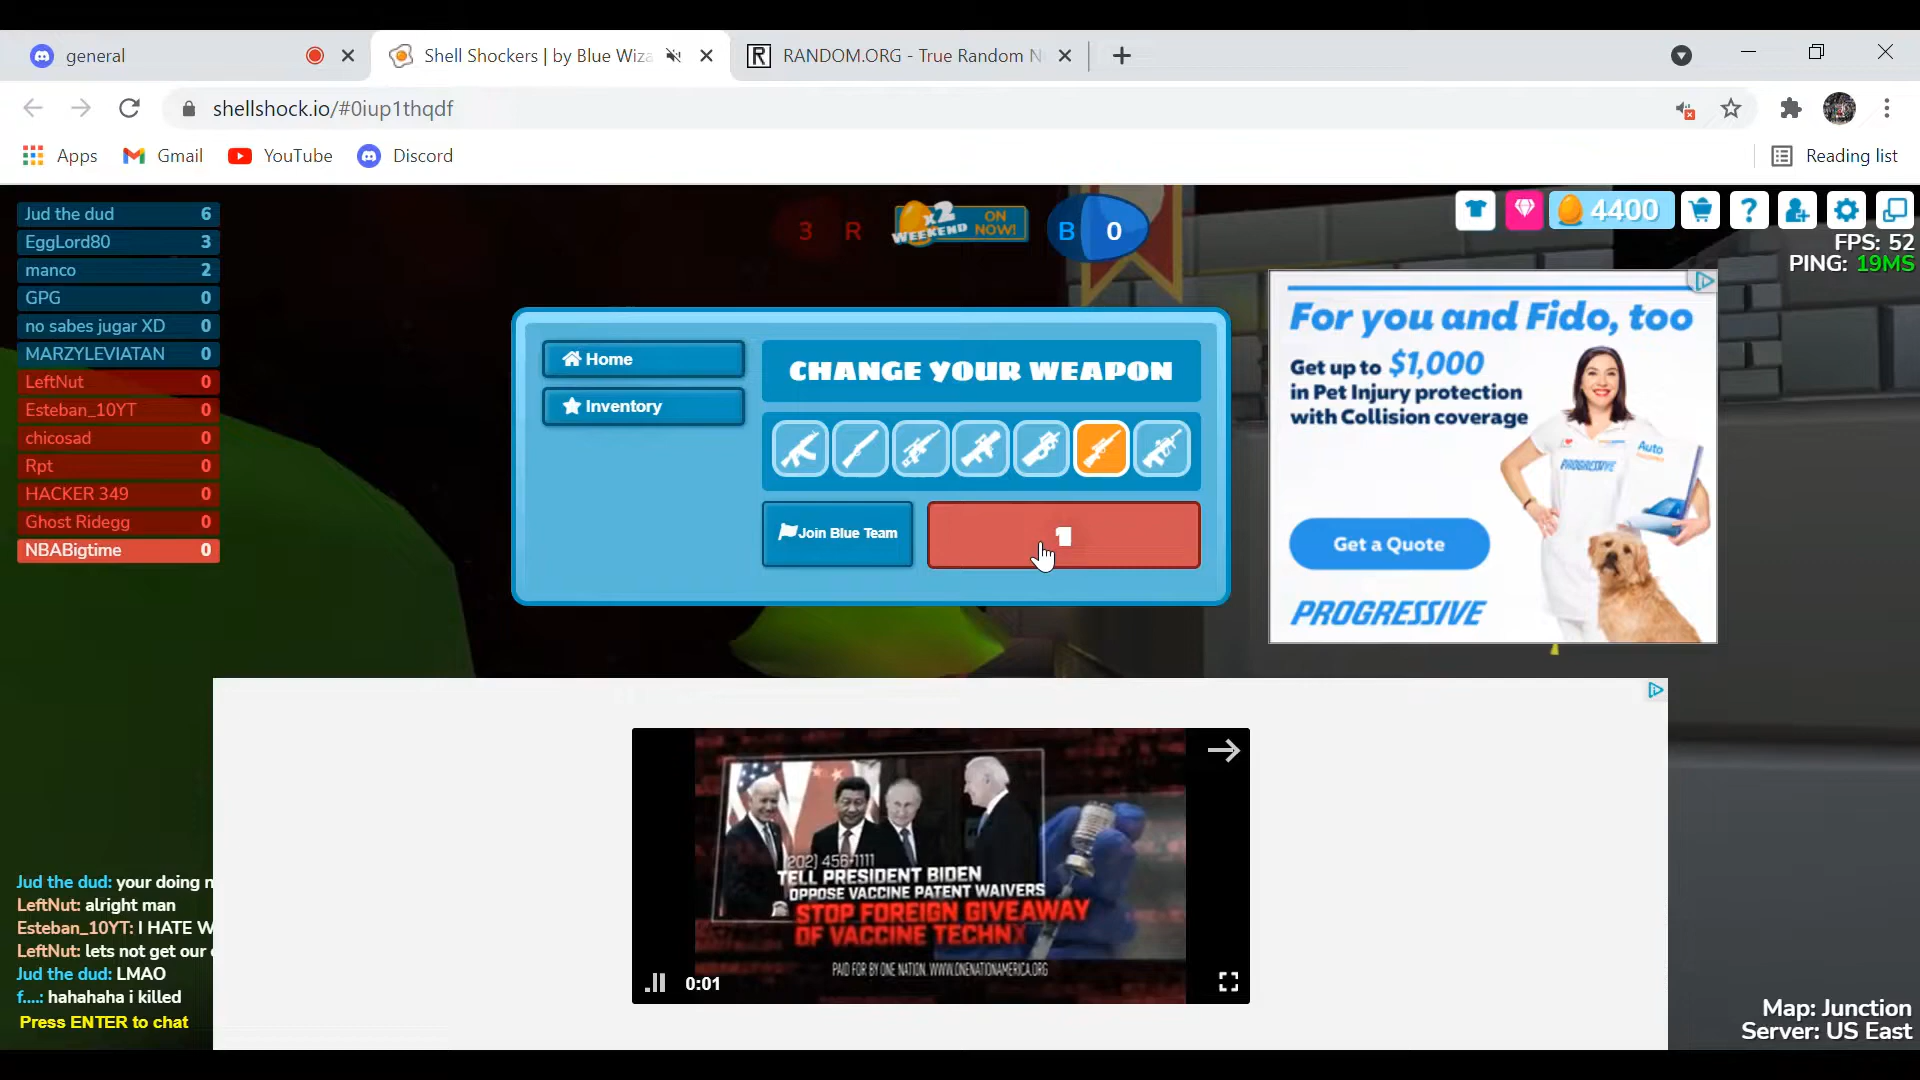 general
Shell Shockers | by Blue Wiza
RANDOM.ORG - True Random N
shellshock.io/#0iup1thqdf
Apps
Gmail
YouTube
Discord
Reading list
Jud the dud 6
EggLord80 3
manco 2
GPG 0
no sabes jugar XD 0
MARZYLEVIATAN 0
LeftNut 0
Esteban_10YT 0
chicosad 0
Rpt 0
HACKER 349 0
Ghost Ridegg 0
NBABigtime 0
3 R
x2 WEEKEND ON NOW!
B 0
4400
?
FPS: 52
PING: 19MS
Home
Inventory
CHANGE YOUR WEAPON
Join Blue Team
1
For you and Fido, too
Get up to $1,000
in Pet Injury protection
with Collision coverage
Auto
PROGRESSIVE
Get a Quote
PROGRESSIVE
(202) 456-1111
TELL PRESIDENT BIDEN
OPPOSE VACCINE PATENT WAIVERS
STOP FOREIGN GIVEAWAY
OF VACCINE TECHN
PAID FOR BY ONE NATION. WWW.ONENATIONAMERICA.ORG
0:01
Jud the dud: your doing
LeftNut: alright man
Esteban_10YT: I HATE W
LeftNut: lets not get our
Jud the dud: LMAO
f....: hahahaha i killed
Press ENTER to chat
Map: Junction
Server: US East